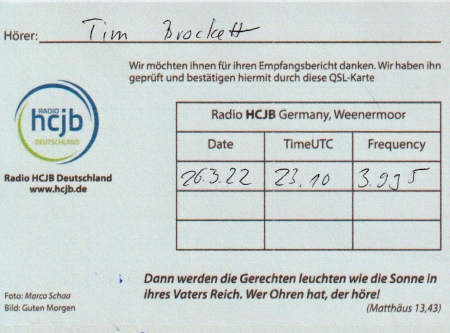 Hörer: Tim Brockett
Wir möchten ihnen für ihren Empfangsbericht danken. Wir haben ihn
geprüft und bestätigen hiermit durch diese QSL-Karte
RADIO
hcjb
DEUTSCHLAND
Radio HCJB Deutschland
www.hcjb.de
Radio HCJB Germany, Weenermoor
Date TimeUTC Frequency
26.3.22 23.10 3.995
Dann werden die Gerechten leuchten wie die Sonne in
ihres Vaters Reich. Wer Ohren hat, der höre!
(Matthäus 13,43)
Foto: Marco Schaa
Bild: Guten Morgen